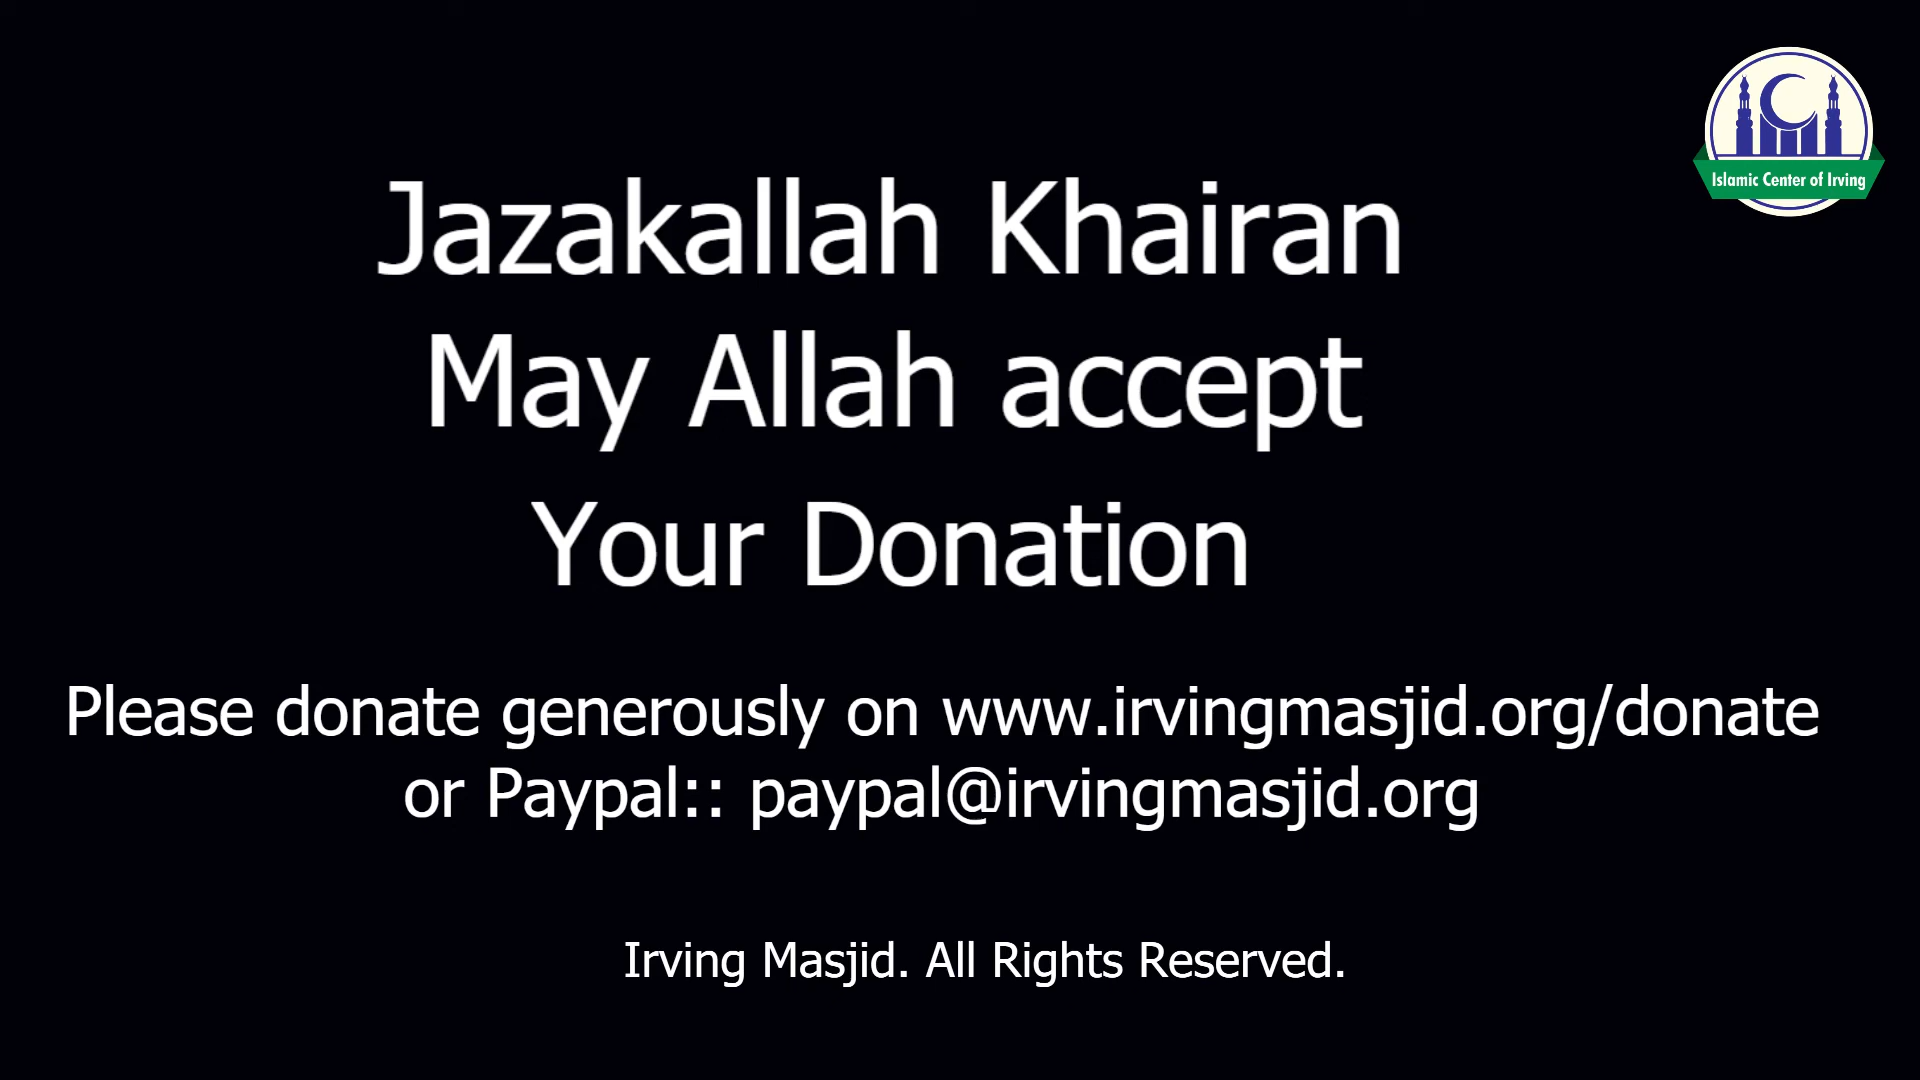 Islamic Center of Irving
Jazakallah Khairan
May Allah accept
Your Donation
Please donate generously on www.irvingmasjid.org/donate
or Paypal:: paypal@irvingmasjid.org
Irving Masjid. All Rights Reserved.